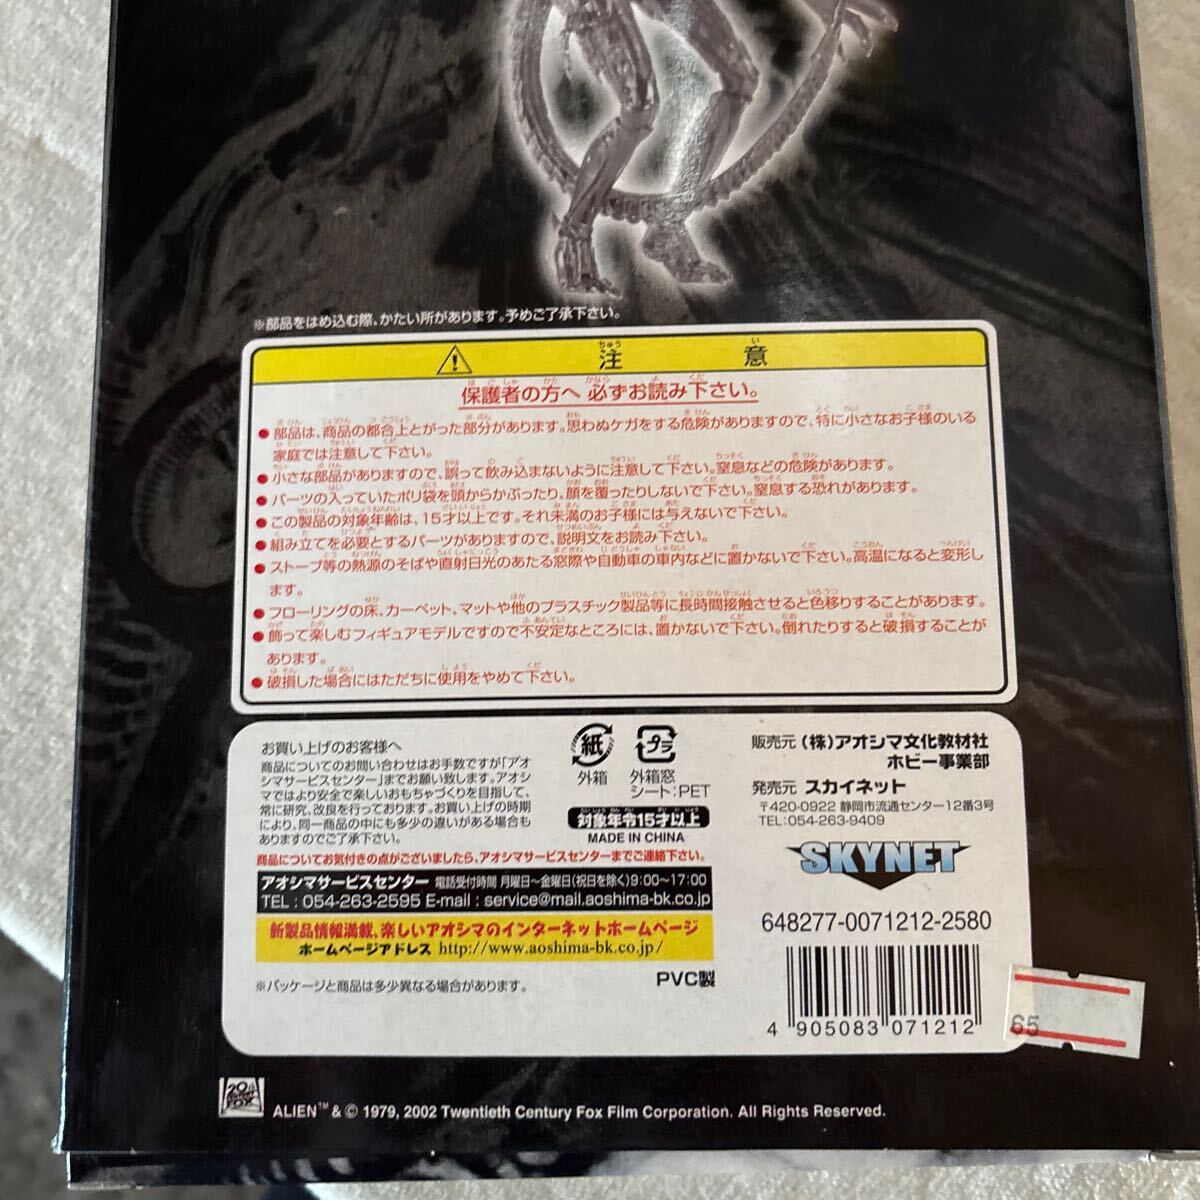 ※部品をはめ込む際、かたい所があります。予めご了承下さい。
注意
保護者の方へ 必ずお読み下さい。
●部品は、商品の都合上とがった部分があります。思わぬケガをする危険がありますので、特に小さなお子様のいる
家庭では注意して下さい。
●小さな部品がありますので、誤って飲み込まないように注意して下さい。窒息などの危険があります。
●パーツの入っていたポリ袋を頭からかぶったり、顔を覆ったりしないで下さい。窒息する恐れがあります。
●この製品の対象年齢は、15才以上です。それ未満のお子様には与えないで下さい。
●組み立てを必要とするパーツがありますので、説明文をお読み下さい。
●ストーブ等の熱源のそばや直射日光のあたる窓際や自動車の車内などに置かないで下さい。高温になると変形し
ます。
●フローリングの床、カーペット、マットや他のプラスチック製品等に長時間接触させると色移りすることがあります。
●飾って楽しむフィギュアモデルですので不安定なところには、置かないで下さい。倒れたりすると破損することが
あります。
●破損した場合にはただちに使用をやめて下さい。
お買い上げのお客様へ
商品についてのお問い合わせはお手数ですが「アオ
シマサービスセンター」までお願い致します。アオシ
マではより安全で楽しいおもちゃづくりを目指して、
常に研究、改良を行っております。お買い上げの時期
により、同一商品の中にも多少の違いがある場合も
ありますのでご了承下さい。
紙
外箱
プラ
外箱窓
シート:PET
対象年令15才以上
MADE IN CHINA
販売元 (株)アオシマ文化教材社
ホビー事業部
発売元 スカイネット
〒420-0922 静岡市流通センター12番3号
TEL:054-263-9409
SKYNET
商品についてお気付きの点がございましたら、アオシマサービスセンターまでご連絡下さい。
アオシマサービスセンター 電話受付時間 月曜日~金曜日(祝日を除く)9:00~17:00
TEL : 054-263-2595 E-mail : service@mail.aoshima-bk.co.jp
新製品情報満載、楽しいアオシマのインターネットホームページ
ホームページアドレス http://www.aoshima-bk.co.jp/
※パッケージと商品は多少異なる場合があります。
PVC製
648277-0071212-2580
4 905083 071212
65
20th CENTURY FOX
ALIEN™ & © 1979, 2002 Twentieth Century Fox Film Corporation. All Rights Reserved.